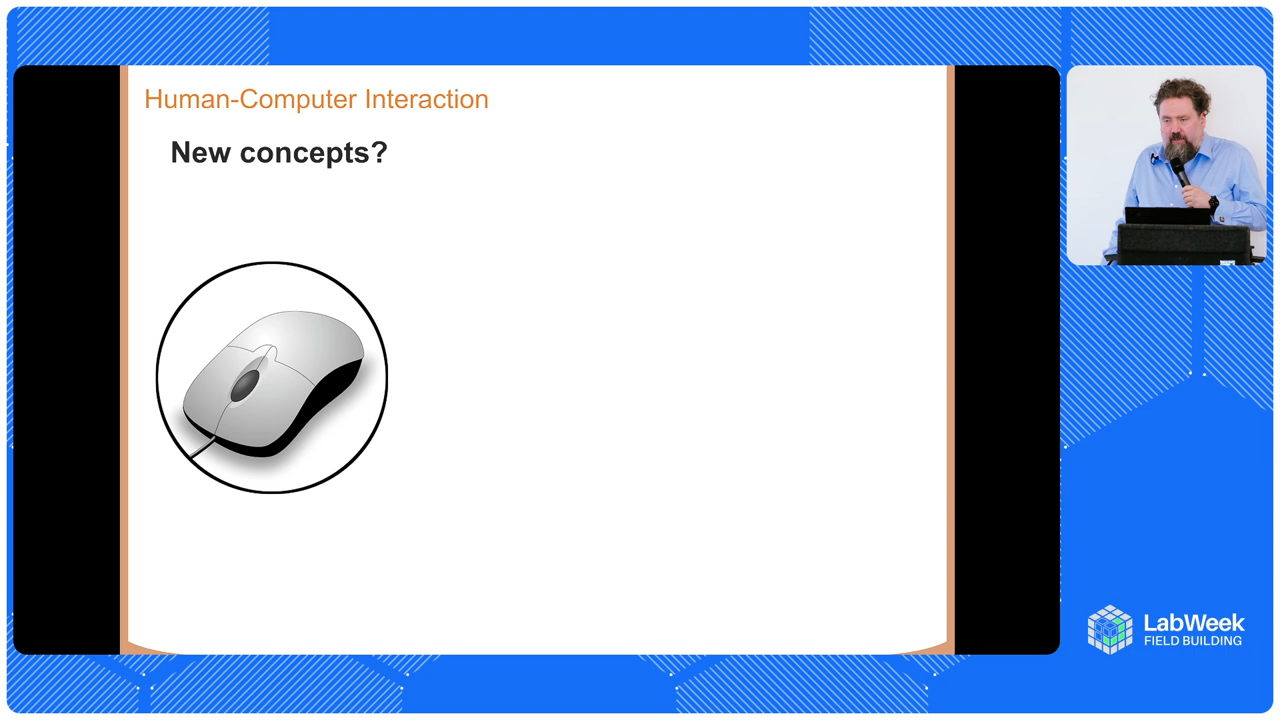 Human-Computer Interaction
New concepts?
LabWeek
FIELD BUILDING